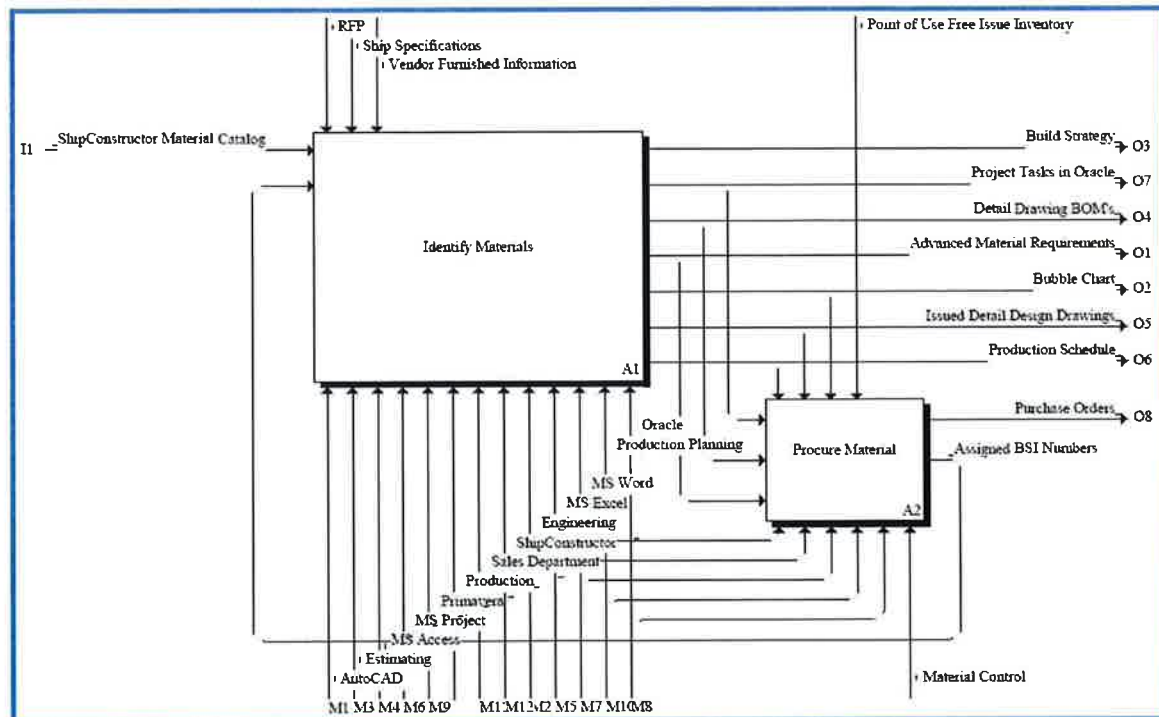 RFP
Ship Specifications
Vendor Furnished Information
Point of Use Free Issue Inventory
I1
ShipConstructor Material Catalog
Build Strategy
O3
Project Tasks in Oracle
O7
Detail Drawing BOM's
O4
Identify Materials
Advanced Material Requirements
O1
Bubble Chart
O2
Issued Detail Design Drawings
O5
Production Schedule
O6
A1
Purchase Orders
O8
Oracle
Production Planning
Procure Material
Assigned BSI Numbers
MS Word
MS Excel
A2
Engineering
ShipConstructor
Sales Department
Production
Primavera
MS Project
MS Access
Estimating
AutoCAD
Material Control
M1 M3 M4 M6 M9 M12 M2 M5 M7 M10 M8